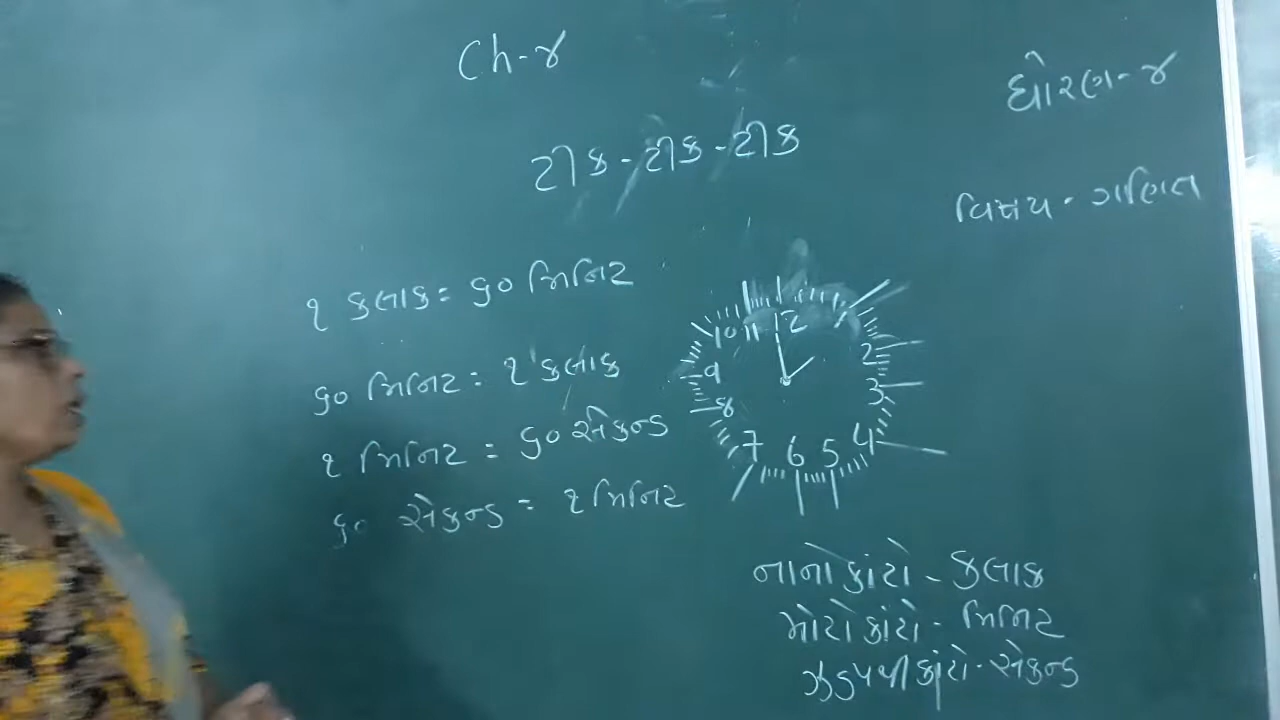 Ch-૪
ધોરણ-૪
ટીક-ટીક-ટીક
વિષય - ગણિત
૧ કલાક = ૬૦ મિનિટ
૬૦ મિનિટ = ૧ કલાક
૧ મિનિટ = ૬૦ સેકન્ડ
૬૦ સેકન્ડ = ૧ મિનિટ
12
2
3
4
5
6
7
8
9
10
11
નાનો કાંટો - કલાક
મોટો કાંટો - મિનિટ
ઝડપથી કાંટો - સેકન્ડ